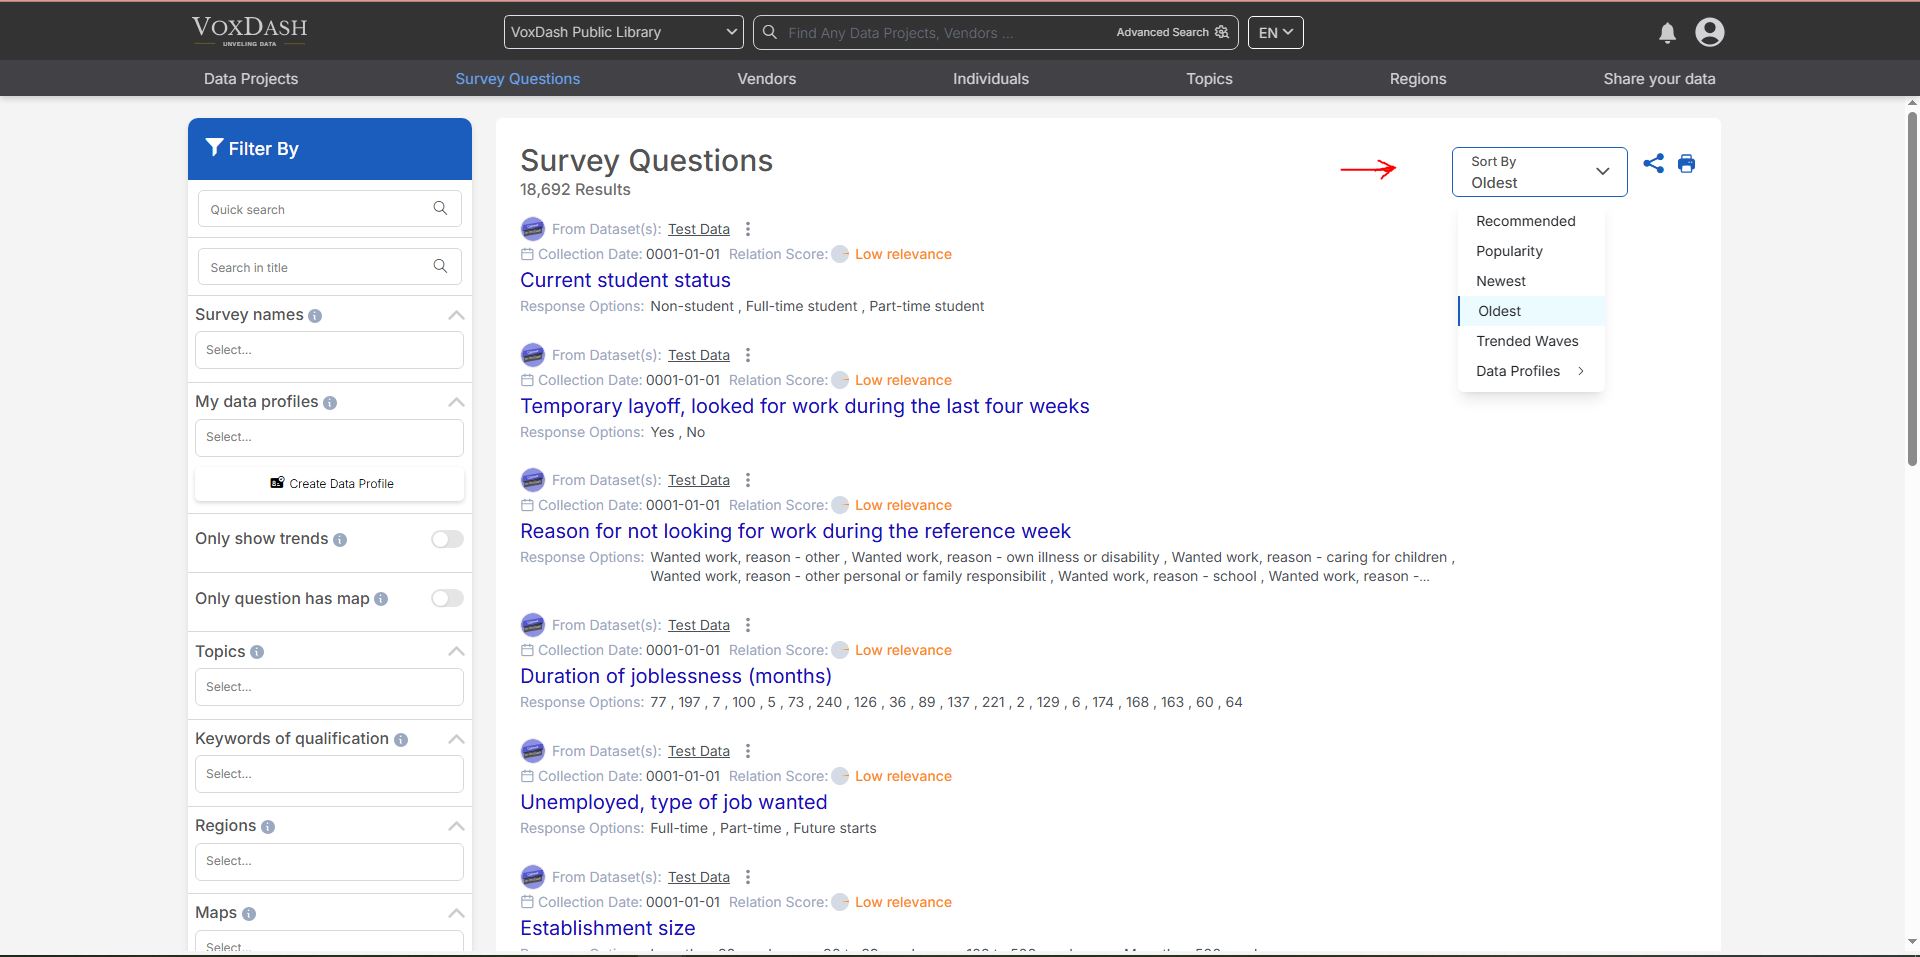 VOXDASH
UNVELING DATA
VoxDash Public Library
Find Any Data Projects, Vendors ...
Advanced Search
EN
Data Projects
Survey Questions
Vendors
Individuals
Topics
Regions
Share your data
Filter By
Quick search
Search in title
Survey names
Select...
My data profiles
Select...
Create Data Profile
Only show trends
Only question has map
Topics
Select...
Keywords of qualification
Select...
Regions
Select...
Maps
Select...
Survey Questions
18,692 Results
Sort By
Oldest
Recommended
Popularity
Newest
Oldest
Trended Waves
Data Profiles
From Dataset(s): Test Data
Collection Date: 0001-01-01 Relation Score: Low relevance
Current student status
Response Options: Non-student , Full-time student , Part-time student
From Dataset(s): Test Data
Collection Date: 0001-01-01 Relation Score: Low relevance
Temporary layoff, looked for work during the last four weeks
Response Options: Yes , No
From Dataset(s): Test Data
Collection Date: 0001-01-01 Relation Score: Low relevance
Reason for not looking for work during the reference week
Response Options: Wanted work, reason - other , Wanted work, reason - own illness or disability , Wanted work, reason - caring for children ,
Wanted work, reason - other personal or family responsibilit , Wanted work, reason - school , Wanted work, reason -...
From Dataset(s): Test Data
Collection Date: 0001-01-01 Relation Score: Low relevance
Duration of joblessness (months)
Response Options: 77 , 197 , 7 , 100 , 5 , 73 , 240 , 126 , 36 , 89 , 137 , 221 , 2 , 129 , 6 , 174 , 168 , 163 , 60 , 64
From Dataset(s): Test Data
Collection Date: 0001-01-01 Relation Score: Low relevance
Unemployed, type of job wanted
Response Options: Full-time , Part-time , Future starts
From Dataset(s): Test Data
Collection Date: 0001-01-01 Relation Score: Low relevance
Establishment size